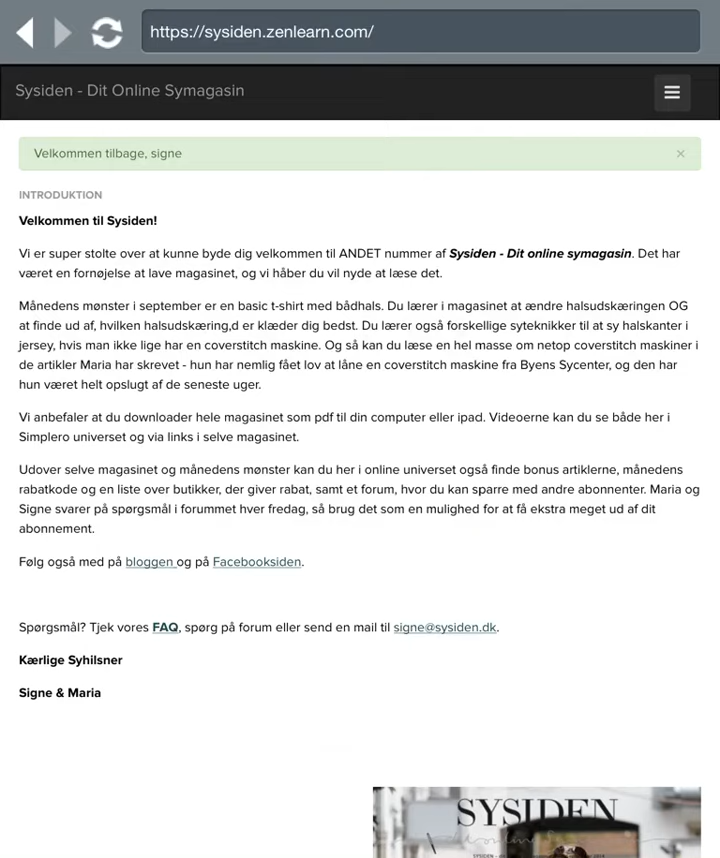 https://sysiden.zenlearn.com/
Sysiden - Dit Online Symagasin
Velkommen tilbage, signe
×
INTRODUKTION
Velkommen til Sysiden!
Vi er super stolte over at kunne byde dig velkommen til ANDET nummer af Sysiden - Dit online symagasin. Det har
været en fornøjelse at lave magasinet, og vi håber du vil nyde at læse det.
Månedens mønster i september er en basic t-shirt med bådhals. Du lærer i magasinet at ændre halsudskæringen OG
at finde ud af, hvilken halsudskæring,d er klæder dig bedst. Du lærer også forskellige syteknikker til at sy halskanter i
jersey, hvis man ikke lige har en coverstitch maskine. Og så kan du læse en hel masse om netop coverstitch maskiner i
de artikler Maria har skrevet - hun har nemlig fået lov at låne en coverstitch maskine fra Byens Sycenter, og den har
hun været helt opslugt af de seneste uger.
Vi anbefaler at du downloader hele magasinet som pdf til din computer eller ipad. Videoerne kan du se både her i
Simplero universet og via links i selve magasinet.
Udover selve magasinet og månedens mønster kan du her i online universet også finde bonus artiklerne, månedens
rabatkode og en liste over butikker, der giver rabat, samt et forum, hvor du kan sparre med andre abonnenter. Maria og
Signe svarer på spørgsmål i forummet hver fredag, så brug det som en mulighed for at få ekstra meget ud af dit
abonnement.
Følg også med på bloggen og på Facebooksiden.
Spørgsmål? Tjek vores FAQ, spørg på forum eller send en mail til signe@sysiden.dk.
Kærlige Syhilsner
Signe & Maria
SYSIDEN